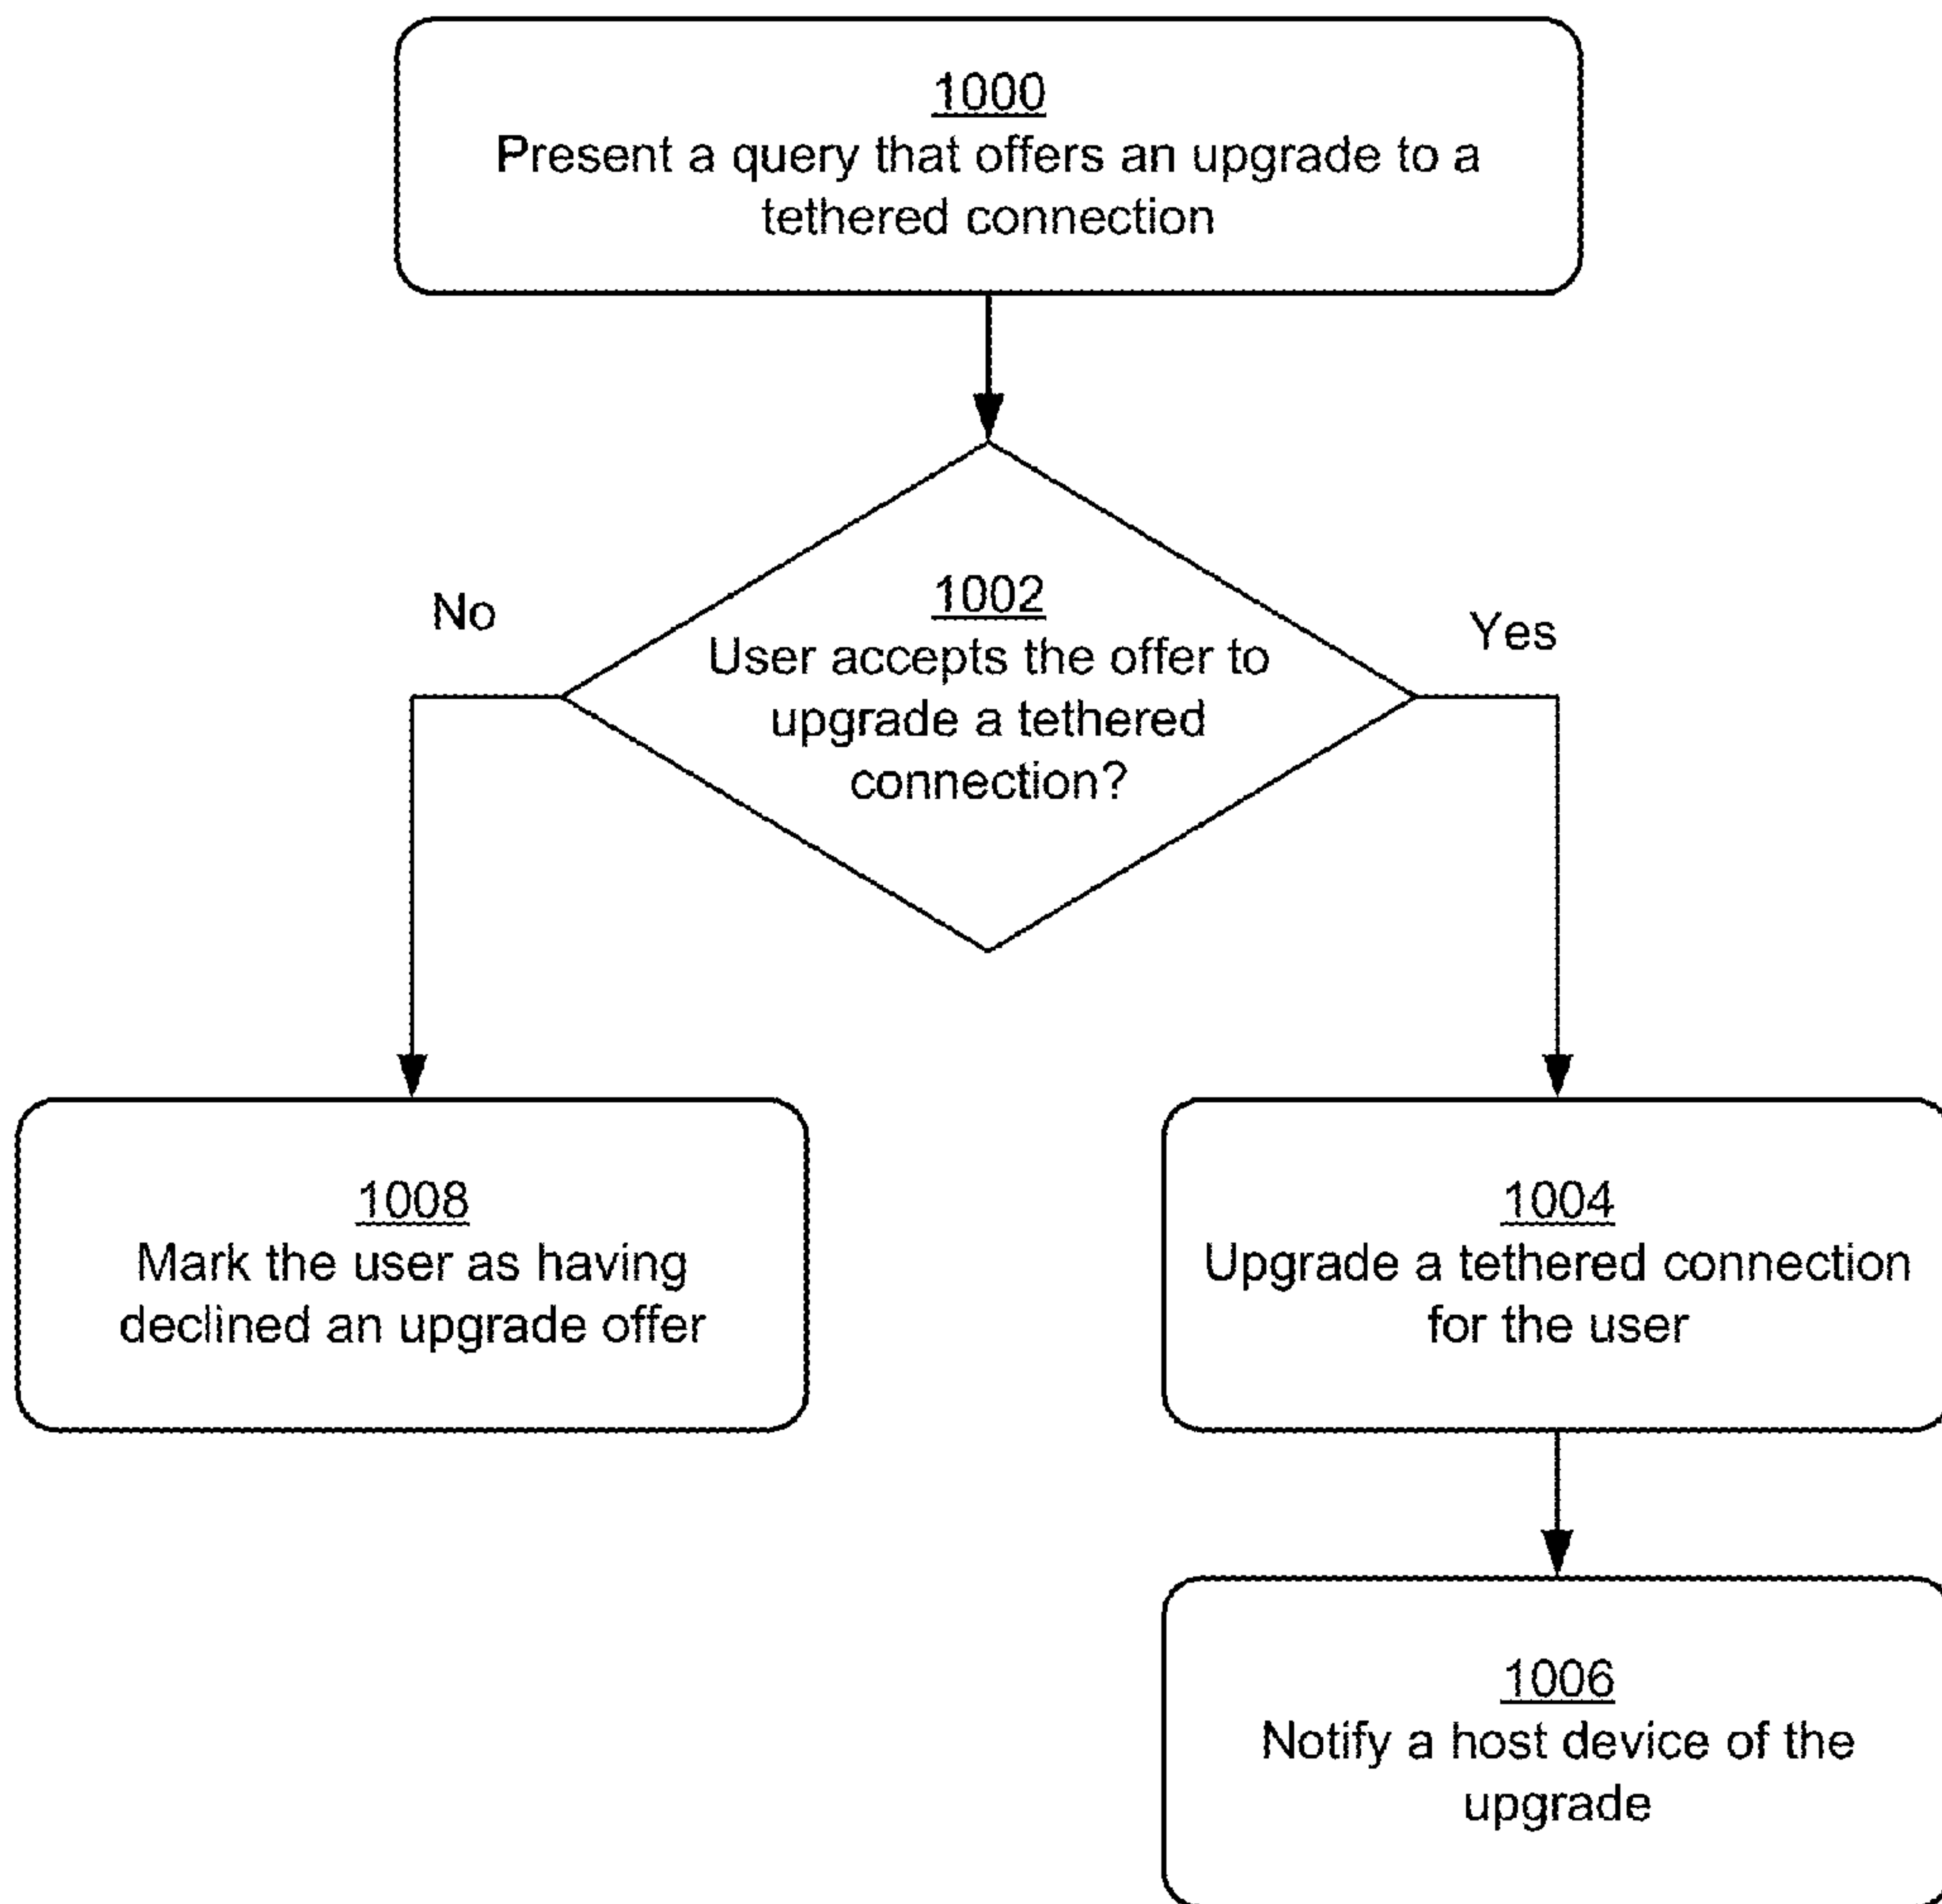 1000
Present a query that offers an upgrade to a
tethered connection
No
1002
User accepts the offer to
upgrade a tethered
connection?
Yes
1008
Mark the user as having
declined an upgrade offer
1004
Upgrade a tethered connection
for the user
1006
Notify a host device of the
upgrade